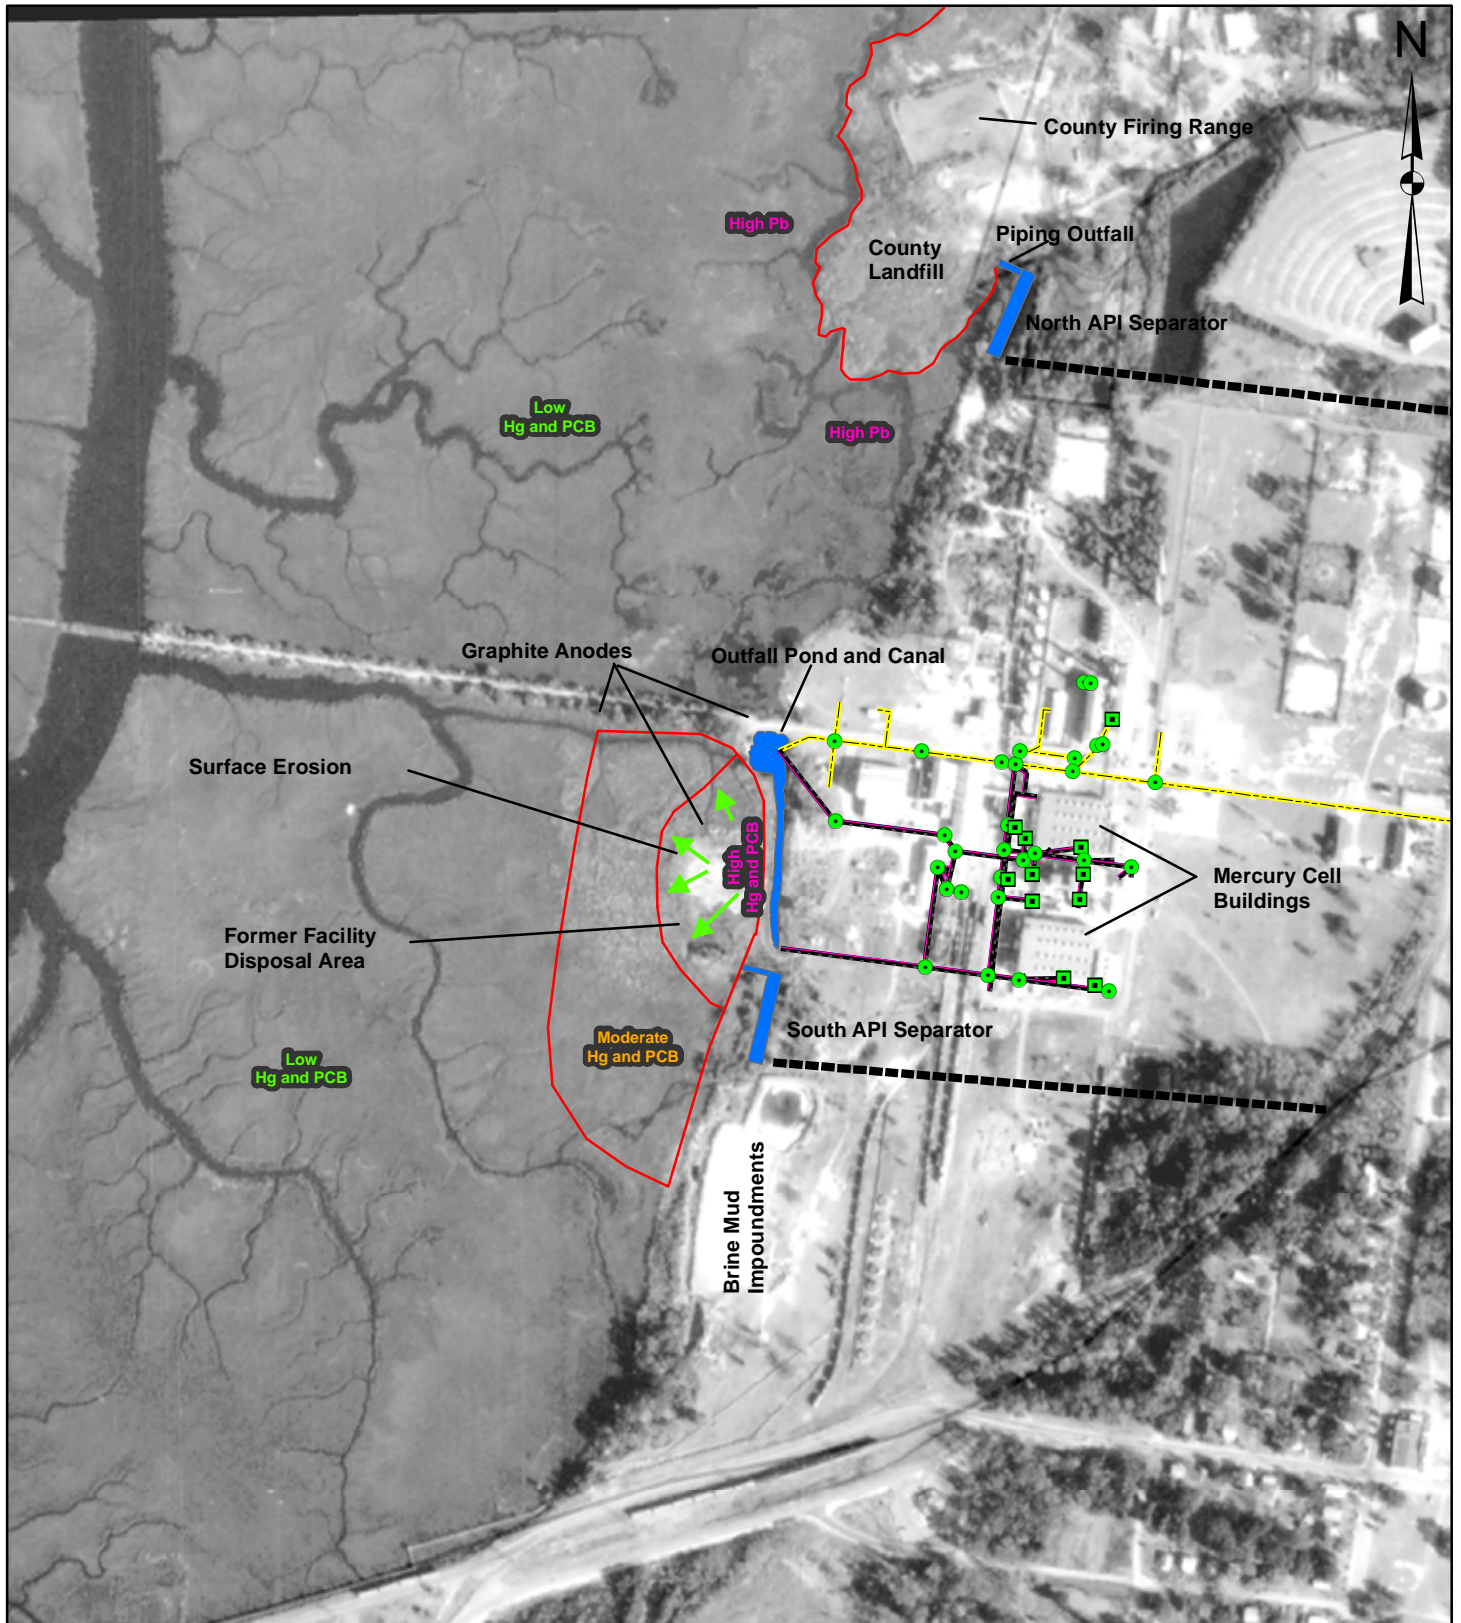 N
County Firing Range
High Pb
Piping Outfall
County
Landfill
North API Separator
Low
Hg and PCB
High Pb
Graphite Anodes
Outfall Pond and Canal
Surface Erosion
High
Hg and PCB
Mercury Cell
Buildings
Former Facility
Disposal Area
South API Separator
Moderate
Hg and PCB
Low
Hg and PCB
Brine Mud
Impoundments